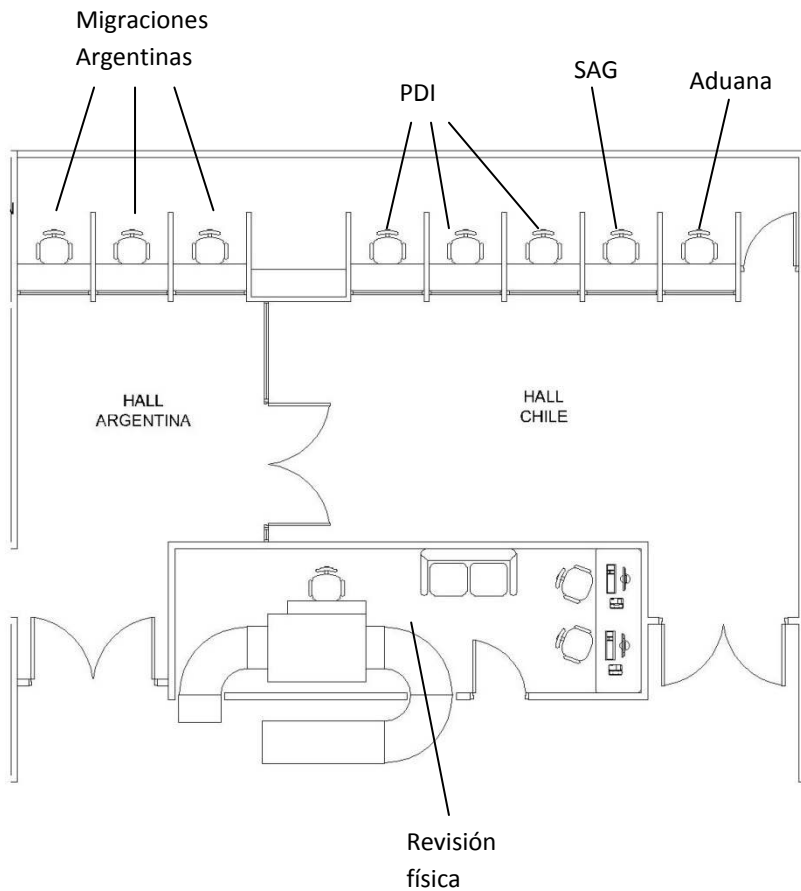 Migraciones
Argentinas
PDI
SAG
Aduana
HALL
ARGENTINA
HALL
CHILE
Revisión
física